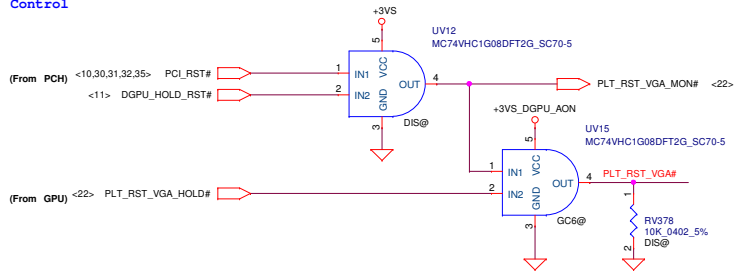 Control
+3VS
UV12
MC74VHC1G08DFT2G_SC70-5
5
VCC
(From PCH) <10,30,31,32,35> PCI_RST# 1 IN1
OUT 4 PLT_RST_VGA_MON# <22>
<11> DGPU_HOLD_RST# 2 IN2
GND
3
DIS@
+3VS_DGPU_AON
UV15
MC74VHC1G08DFT2G_SC70-5
5
VCC
1 IN1
OUT 4 PLT_RST_VGA#
(From GPU) <22> PLT_RST_VGA_HOLD# 2 IN2
GND
3
GC6@
1
RV378
10K_0402_5%
DIS@
2